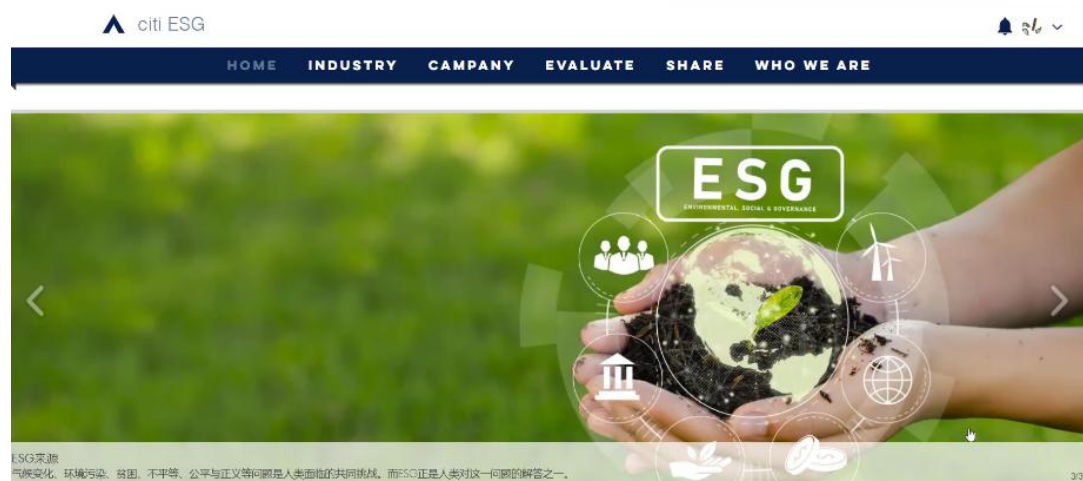 citi ESG
HOME INDUSTRY CAMPANY EVALUATE SHARE WHO WE ARE
ESG
ENVIRONMENTAL, SOCIAL & GOVERNANCE
ESG来源
气候变化、环境污染、贫困、不平等、公平与正义等问题是人类面临的共同挑战，而ESG正是人类对这一问题的解答之一。
3/3